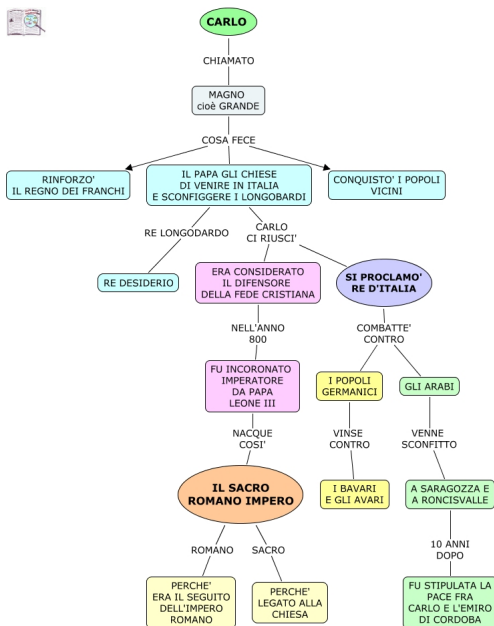 CARLO
CHIAMATO
MAGNO
cioè GRANDE
COSA FECE
RINFORZO'
IL REGNO DEI FRANCHI
IL PAPA GLI CHIESE
DI VENIRE IN ITALIA
E SCONFIGGERE I LONGOBARDI
CONQUISTO' I POPOLI
VICINI
RE LONGODARDO
CARLO
CI RIUSCI'
RE DESIDERIO
ERA CONSIDERATO
IL DIFENSORE
DELLA FEDE CRISTIANA
SI PROCLAMO'
RE D'ITALIA
NELL'ANNO
800
COMBATTE'
CONTRO
FU INCORONATO
IMPERATORE
DA PAPA
LEONE III
I POPOLI
GERMANICI
GLI ARABI
NACQUE
COSI'
VINSE
CONTRO
VENNE
SCONFITTO
IL SACRO
ROMANO IMPERO
I BAVARI
E GLI AVARI
A SARAGOZZA E
A RONCISVALLE
ROMANO
SACRO
10 ANNI
DOPO
PERCHE'
ERA IL SEGUITO
DELL'IMPERO
ROMANO
PERCHE'
LEGATO ALLA
CHIESA
FU STIPULATA LA
PACE FRA
CARLO E L'EMIRO
DI CORDOBA